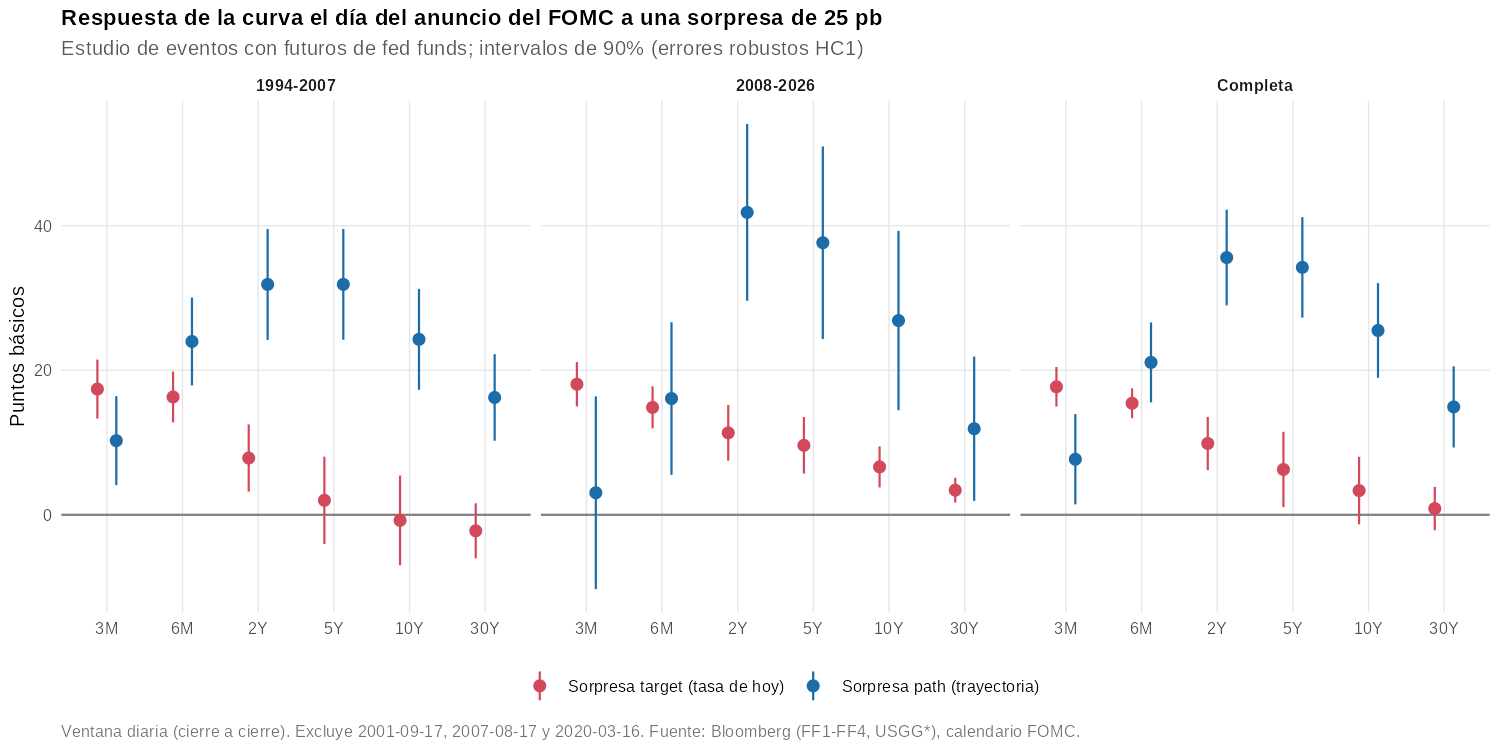 Respuesta de la curva el día del anuncio del FOMC a una sorpresa de 25 pb
Estudio de eventos con futuros de fed funds; intervalos de 90% (errores robustos HC1)
1994-2007 2008-2026 Completa
Puntos básicos
40
20
0
3M 6M 2Y 5Y 10Y 30Y 3M 6M 2Y 5Y 10Y 30Y 3M 6M 2Y 5Y 10Y 30Y
Sorpresa target (tasa de hoy) Sorpresa path (trayectoria)
Ventana diaria (cierre a cierre). Excluye 2001-09-17, 2007-08-17 y 2020-03-16. Fuente: Bloomberg (FF1-FF4, USGG*), calendario FOMC.